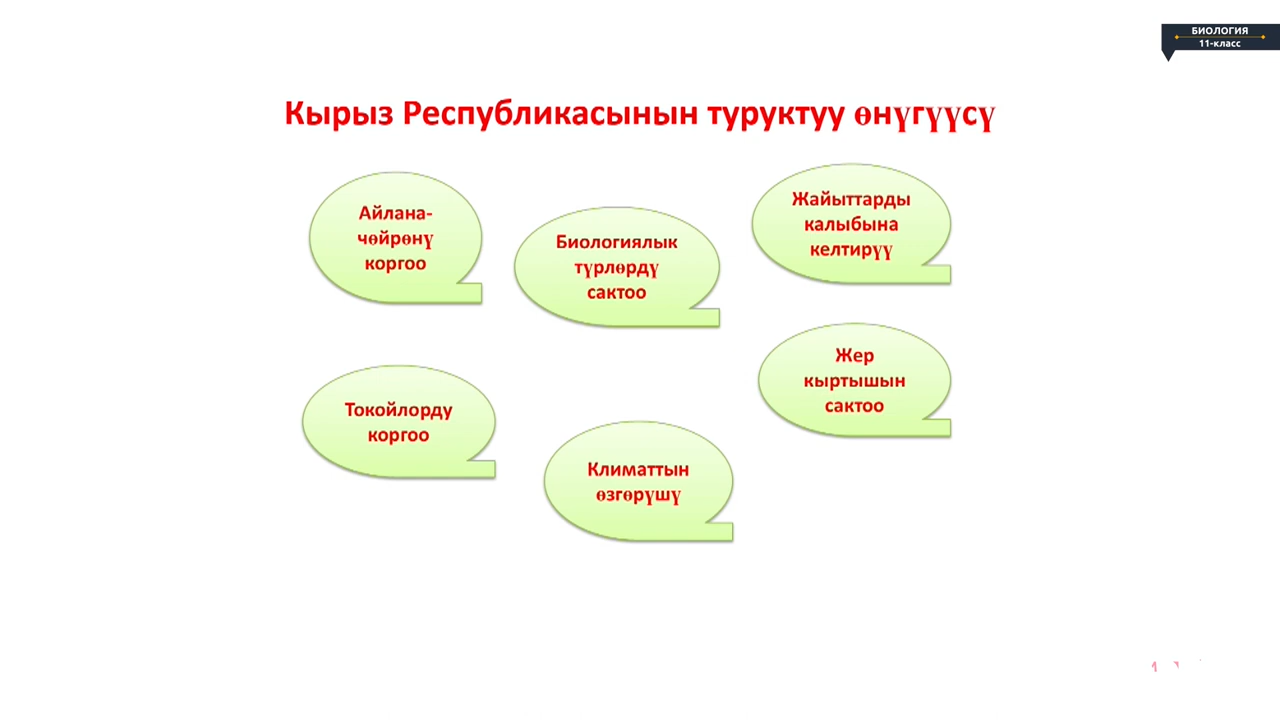 БИОЛОГИЯ
11-класс
Кырыз Республикасынын туруктуу өнүгүүсү
Айлана-
чөйрөнү
коргоо
Биологиялык
түрлөрдү
сактоо
Жайыттарды
калыбына
келтирүү
Токойлорду
коргоо
Климаттын
өзгөрүшү
Жер
кыртышын
сактоо